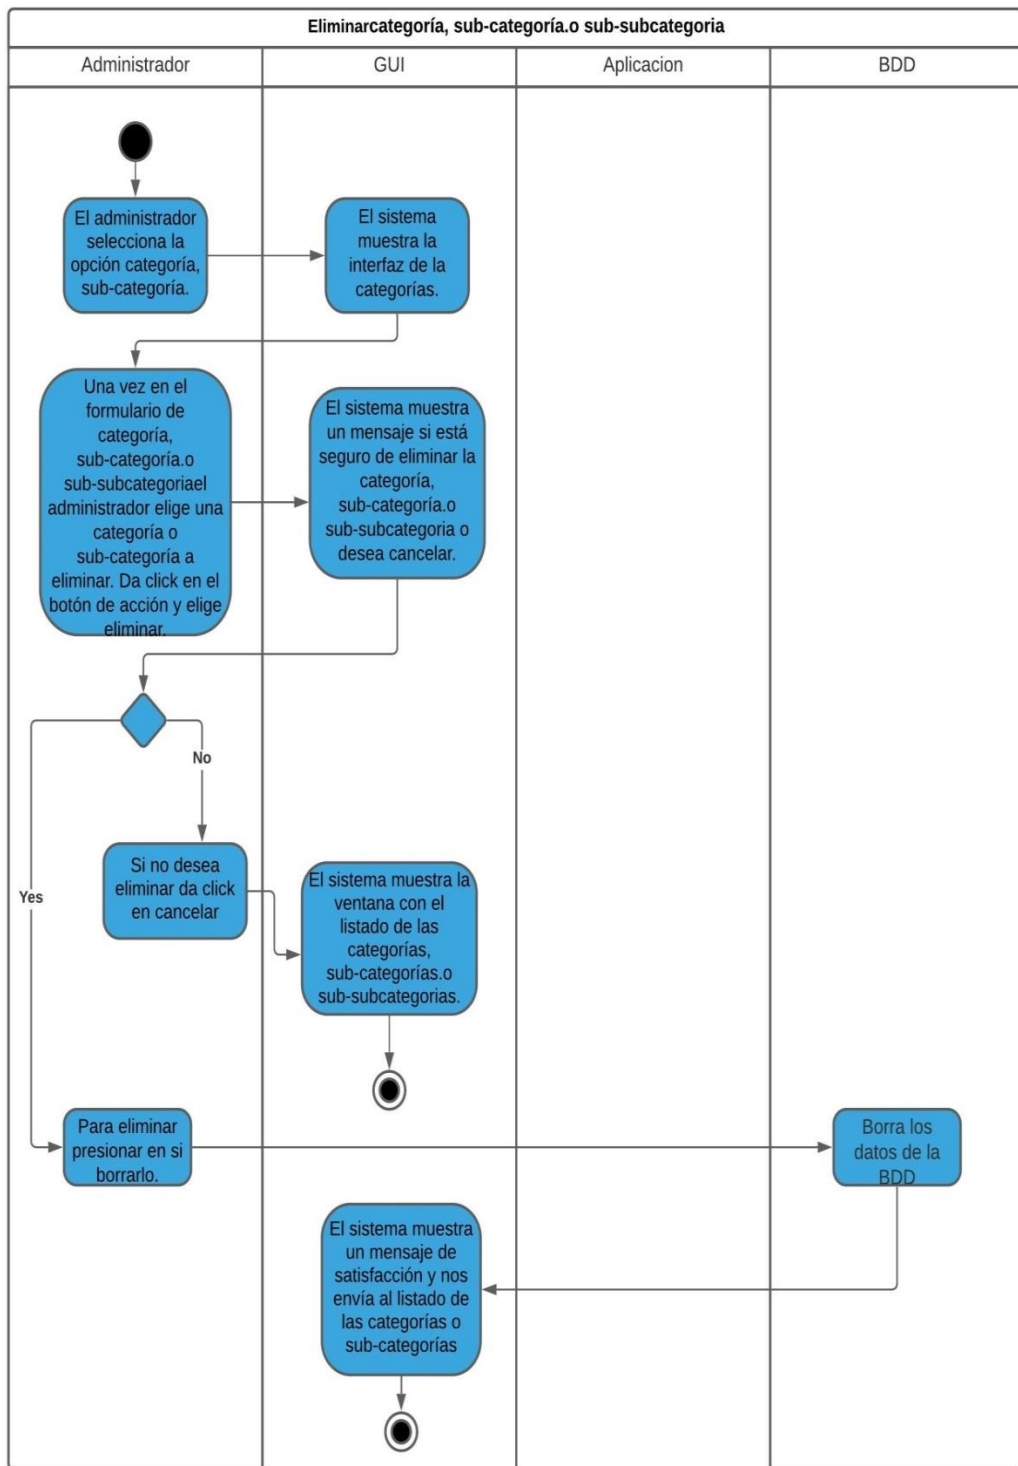 Eliminarcategoría, sub-categoría.o sub-subcategoria
Administrador
GUI
Aplicacion
BDD
El administrador
selecciona la
opción categoría,
sub-categoría.
El sistema
muestra la
interfaz de la
categorías.
Una vez en el
formulario de
categoría,
sub-categoría.o
sub-subcategoriael
administrador elige una
categoría o
sub-categoría a
eliminar. Da click en el
botón de acción y elige
eliminar.
El sistema muestra
un mensaje si está
seguro de eliminar la
categoría,
sub-categoría.o
sub-subcategoria o
desea cancelar.
No
Yes
Si no desea
eliminar da click
en cancelar
El sistema muestra la
ventana con el
listado de las
categorías,
sub-categorías.o
sub-subcategorias.
Para eliminar
presionar en si
borrarlo.
Borra los
datos de la
BDD
El sistema muestra
un mensaje de
satisfacción y nos
envía al listado de
las categorías o
sub-categorías